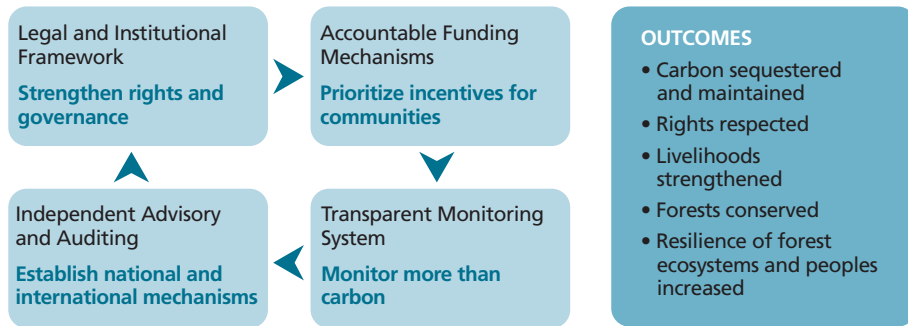 Legal and Institutional
Framework
Strengthen rights and
governance
Accountable Funding
Mechanisms
Prioritize incentives for
communities
Independent Advisory
and Auditing
Establish national and
international mechanisms
Transparent Monitoring
System
Monitor more than
carbon
OUTCOMES
• Carbon sequestered
and maintained
• Rights respected
• Livelihoods
strengthened
• Forests conserved
• Resilience of forest
ecosystems and peoples
increased